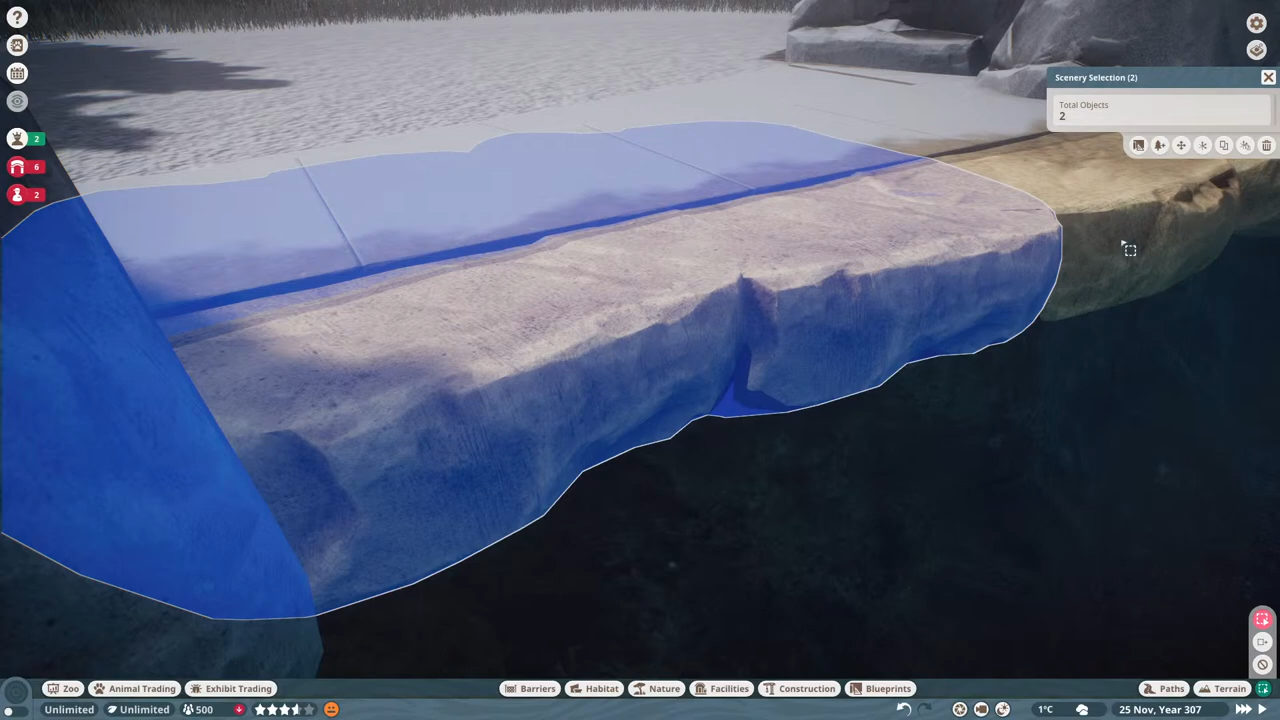 Scenery Selection (2)
Total Objects
2
2
6
2
Zoo
Animal Trading
Exhibit Trading
Barriers
Habitat
Nature
Facilities
Construction
Blueprints
Paths
Terrain
Unlimited
Unlimited
500
1°C
25 Nov, Year 307